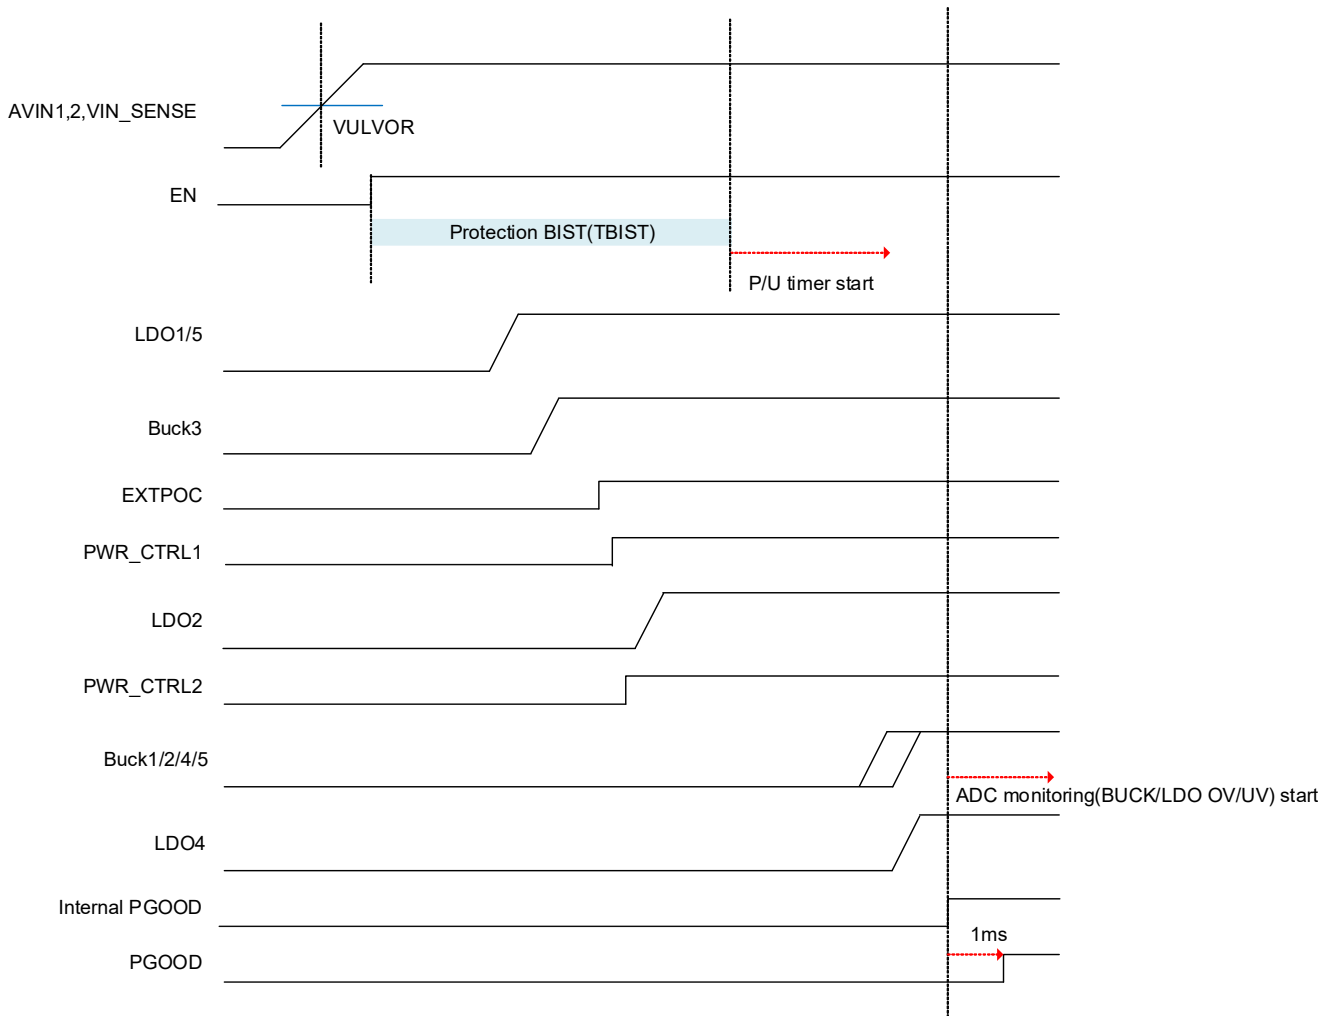 AVIN1,2,VIN_SENSE
VULVOR
EN
Protection BIST(TBIST)
P/U timer start
LDO1/5
Buck3
EXTPOC
PWR_CTRL1
LDO2
PWR_CTRL2
Buck1/2/4/5
ADC monitoring(BUCK/LDO OV/UV) start
LDO4
Internal PGOOD
1ms
PGOOD